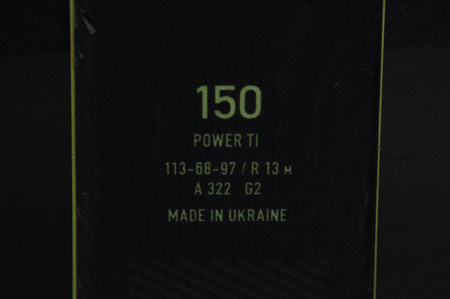 150
POWER TI
113-68-97 / R 13 M
A 322 G2
MADE IN UKRAINE